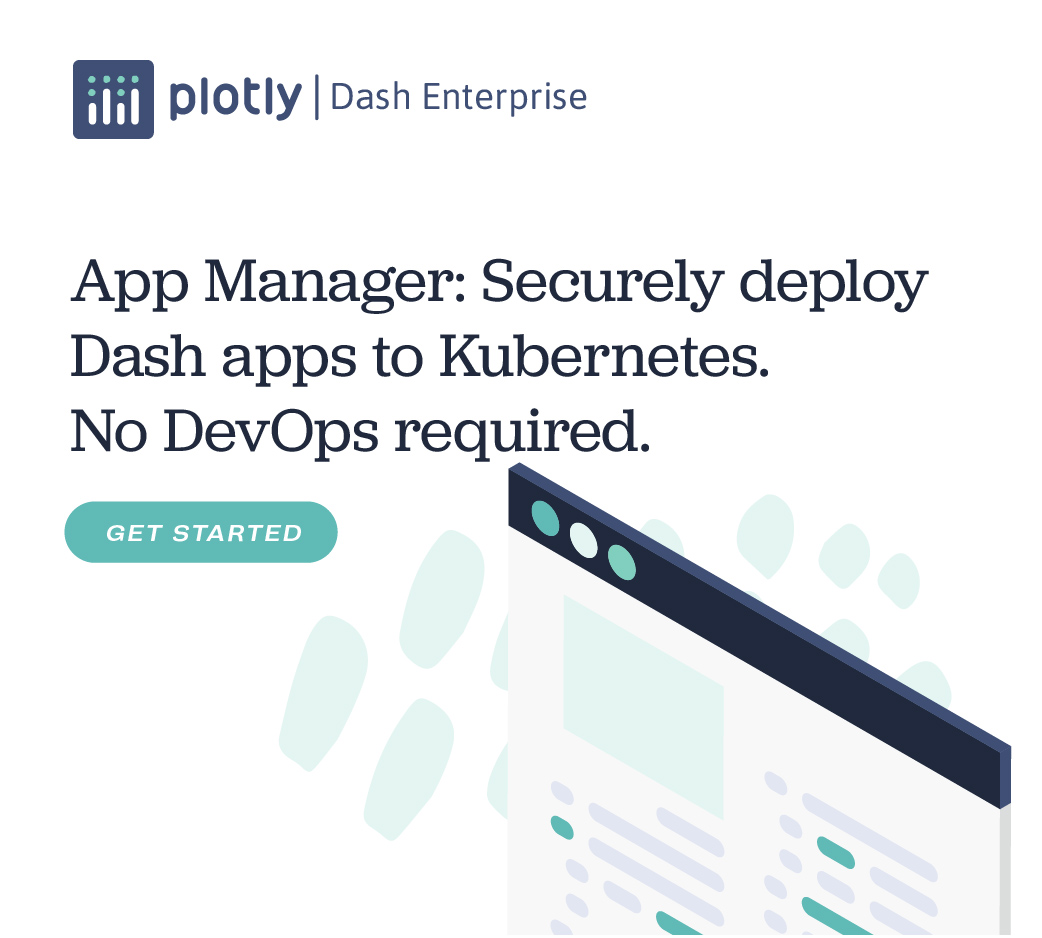 plotly | Dash Enterprise
App Manager: Securely deploy
Dash apps to Kubernetes.
No DevOps required.
GET STARTED